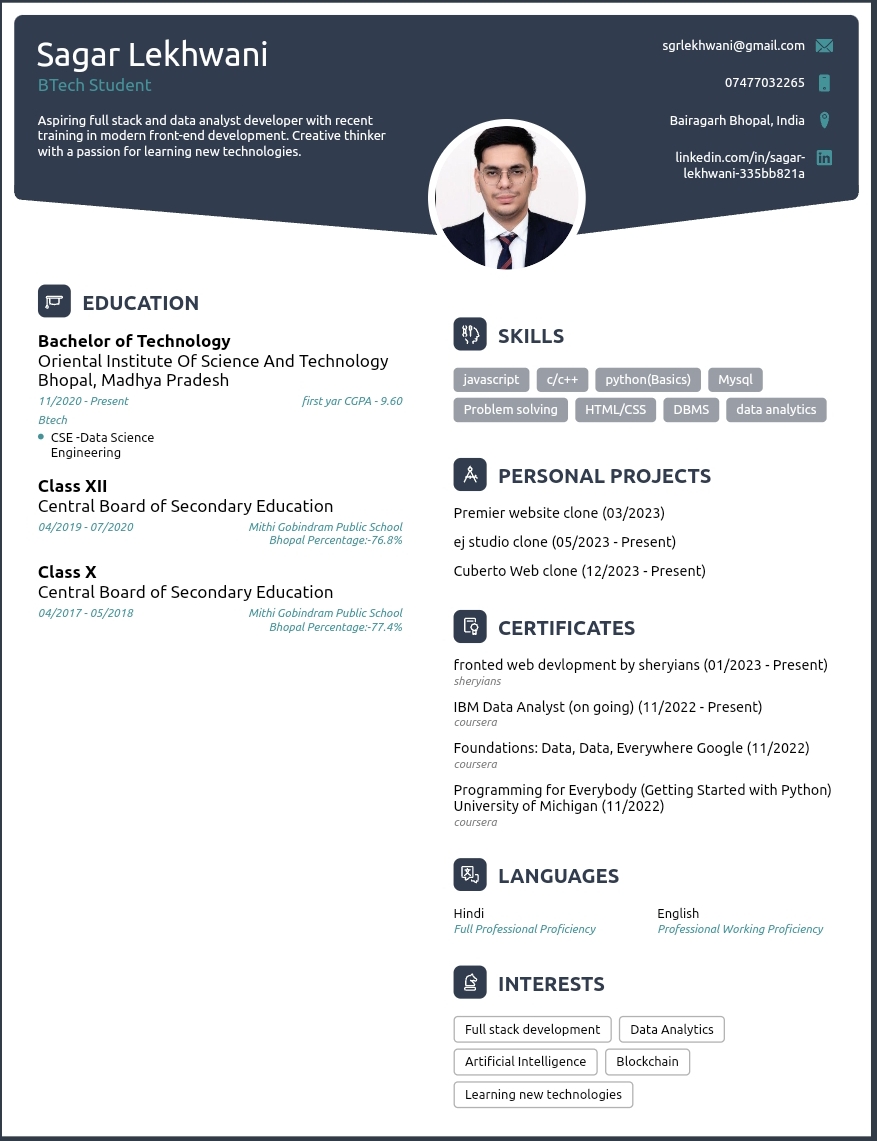 Sagar Lekhwani
BTech Student
Aspiring full stack and data analyst developer with recent
training in modern front-end development. Creative thinker
with a passion for learning new technologies.
sgrlekhwani@gmail.com
07477032265
Bairagarh Bhopal, India
linkedin.com/in/sagar-
lekhwani-335bb821a
EDUCATION
Bachelor of Technology
Oriental Institute Of Science And Technology
Bhopal, Madhya Pradesh
11/2020 - Present
first yar CGPA - 9.60
Btech
CSE -Data Science
Engineering
Class XII
Central Board of Secondary Education
04/2019 - 07/2020
Mithi Gobindram Public School
Bhopal Percentage:-76.8%
Class X
Central Board of Secondary Education
04/2017 - 05/2018
Mithi Gobindram Public School
Bhopal Percentage:-77.4%
SKILLS
javascript c/c++ python(Basics) Mysql
Problem solving HTML/CSS DBMS data analytics
PERSONAL PROJECTS
Premier website clone (03/2023)
ej studio clone (05/2023 - Present)
Cuberto Web clone (12/2023 - Present)
CERTIFICATES
fronted web devlopment by sheryians (01/2023 - Present)
sheryians
IBM Data Analyst (on going) (11/2022 - Present)
coursera
Foundations: Data, Data, Everywhere Google (11/2022)
coursera
Programming for Everybody (Getting Started with Python)
University of Michigan (11/2022)
coursera
LANGUAGES
Hindi
Full Professional Proficiency
English
Professional Working Proficiency
INTERESTS
Full stack development Data Analytics
Artificial Intelligence Blockchain
Learning new technologies